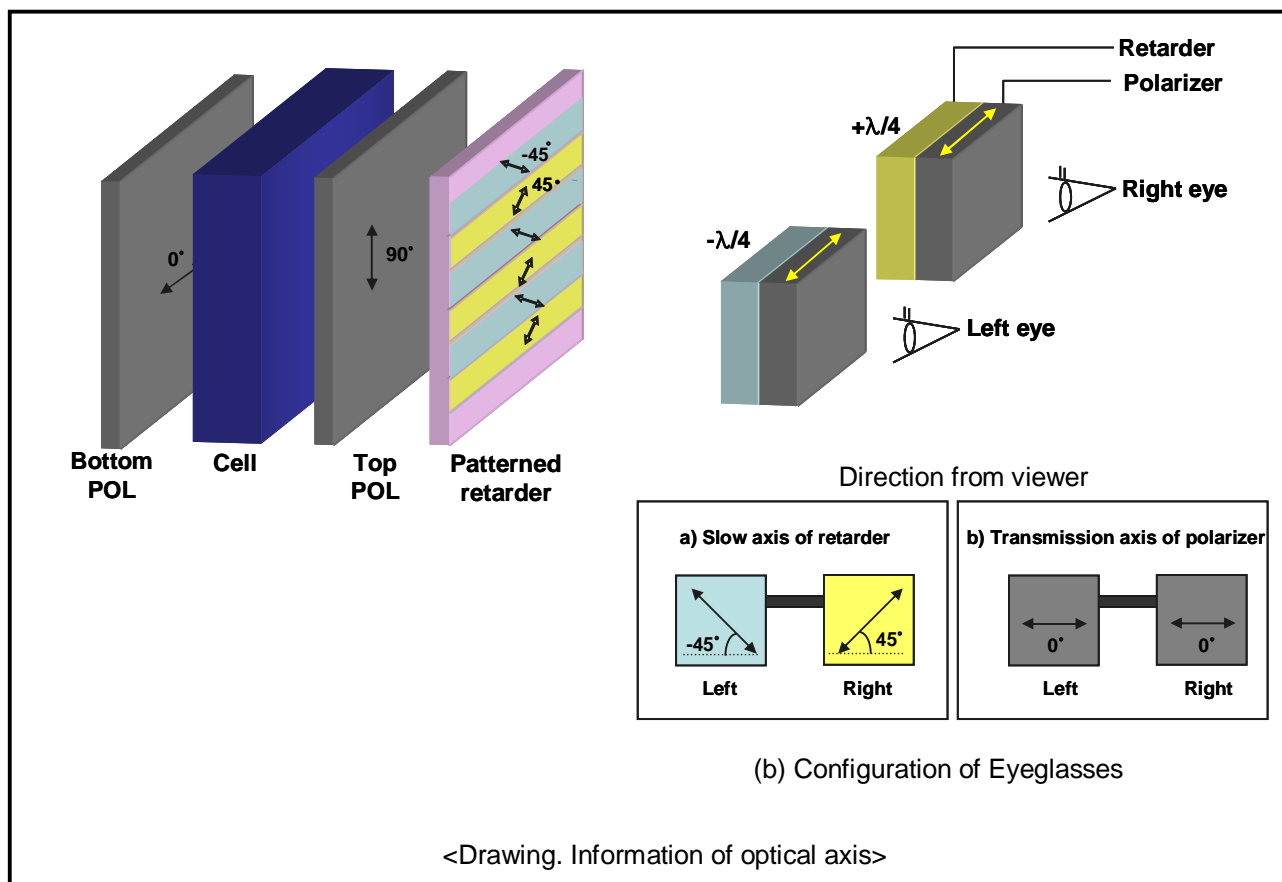 Retarder
Polarizer
+λ/4
Right eye
-λ/4
Left eye
-45°
45°
0°
90°
Bottom
POL
Cell
Top
POL
Patterned
retarder
Direction from viewer
a) Slow axis of retarder
-45°
45°
Left
Right
b) Transmission axis of polarizer
0°
0°
Left
Right
(b) Configuration of Eyeglasses
<Drawing. Information of optical axis>